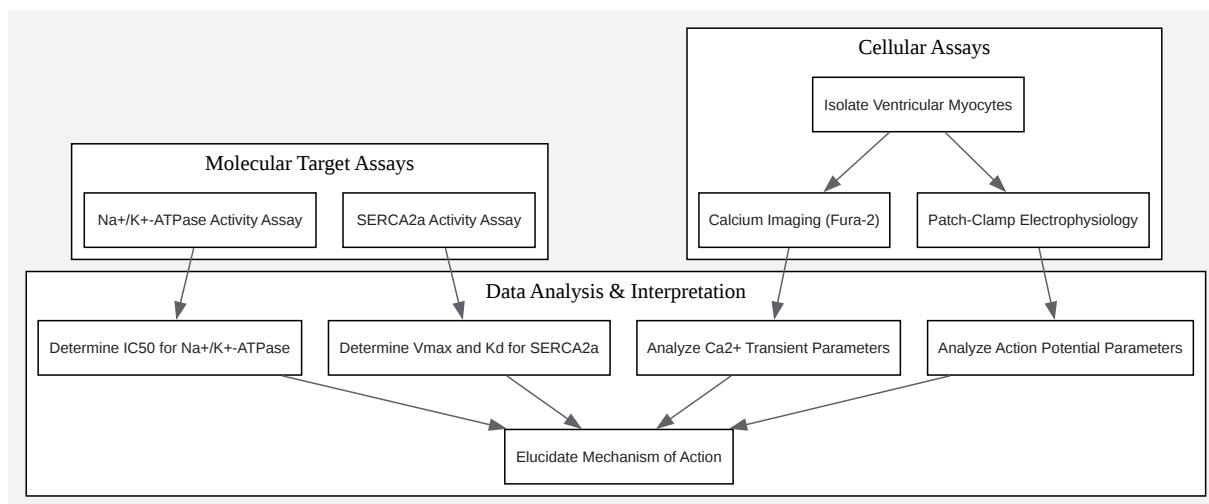 Cellular Assays
Isolate Ventricular Myocytes
Molecular Target Assays
Na+/K+-ATPase Activity Assay
SERCA2a Activity Assay
Calcium Imaging (Fura-2)
Patch-Clamp Electrophysiology
Data Analysis & Interpretation
Determine IC50 for Na+/K+-ATPase
Determine Vmax and Kd for SERCA2a
Analyze Ca2+ Transient Parameters
Analyze Action Potential Parameters
Elucidate Mechanism of Action